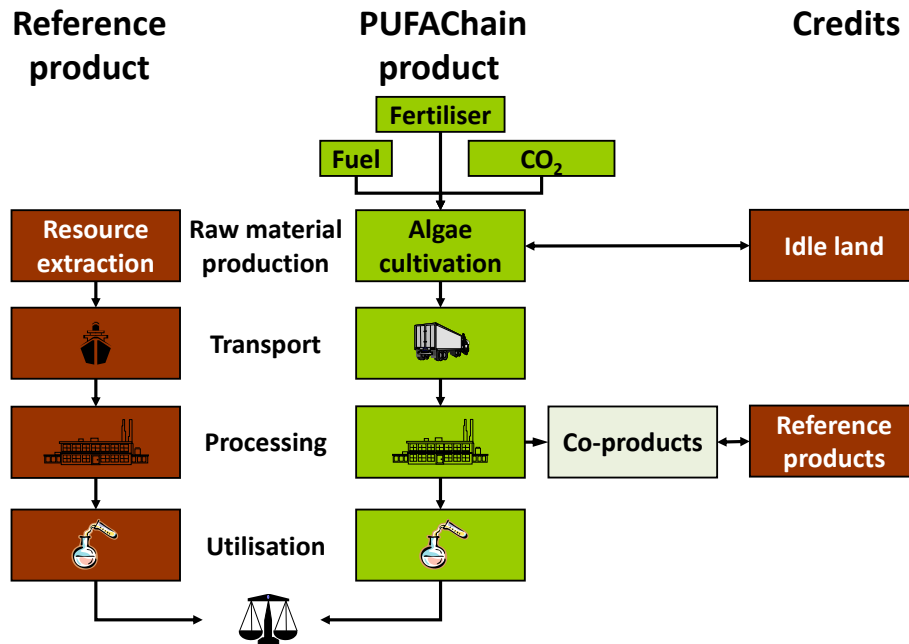 Reference
product
PUFAChain
product
Credits
Fertiliser
Fuel
CO₂
Resource
extraction
Raw material
production
Algae
cultivation
Idle land
Transport
Processing
Co-products
Reference
products
Utilisation